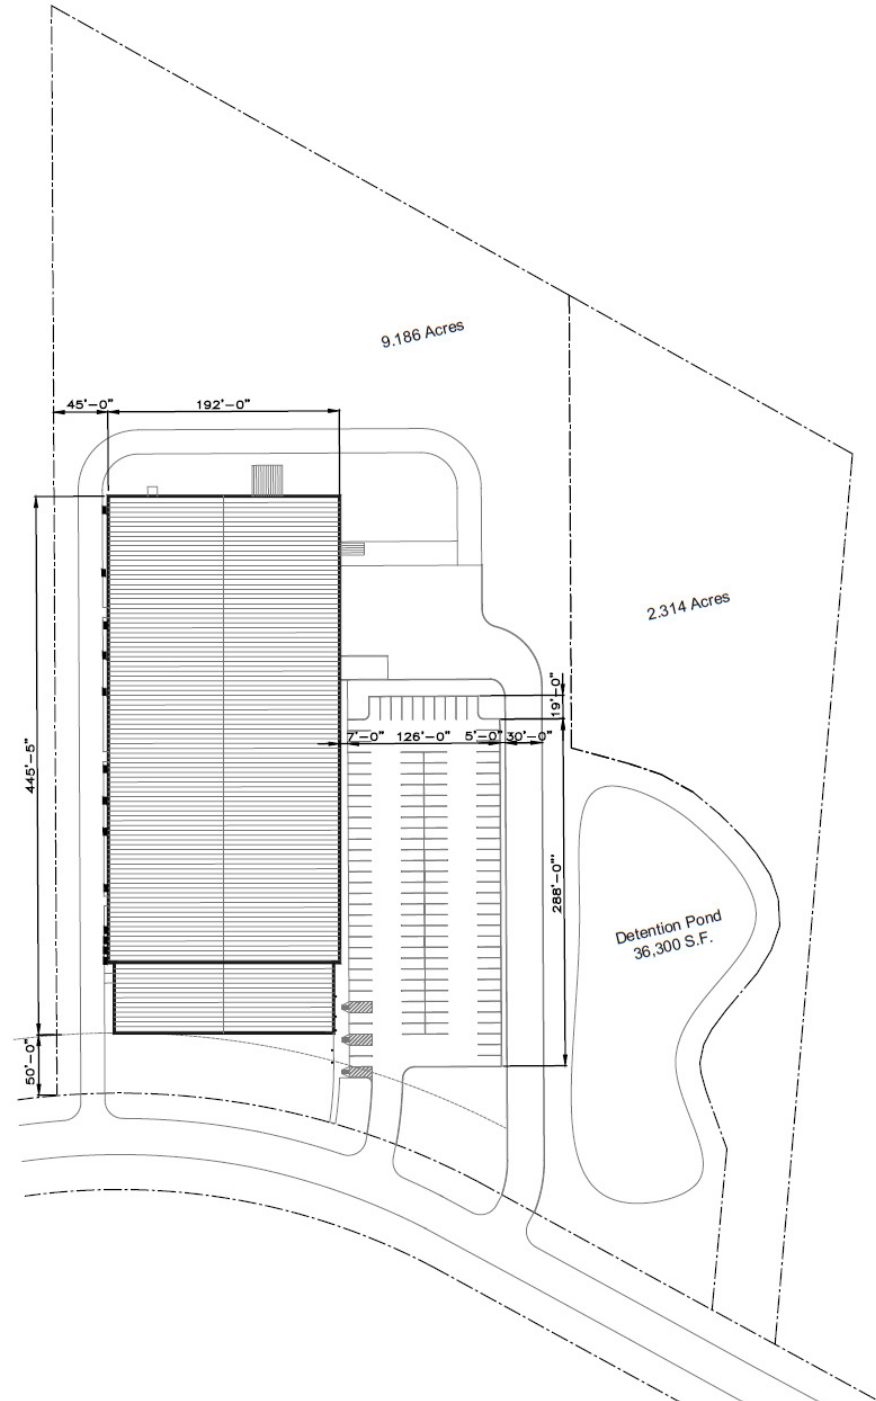 9.186 Acres
45'-0"
192'-0"
2.314 Acres
19'-0"
7'-0"
126'-0"
5'-0"
30'-0"
445'-5"
288'-0"'
Detention Pond
36,300 S.F.
50'-0"